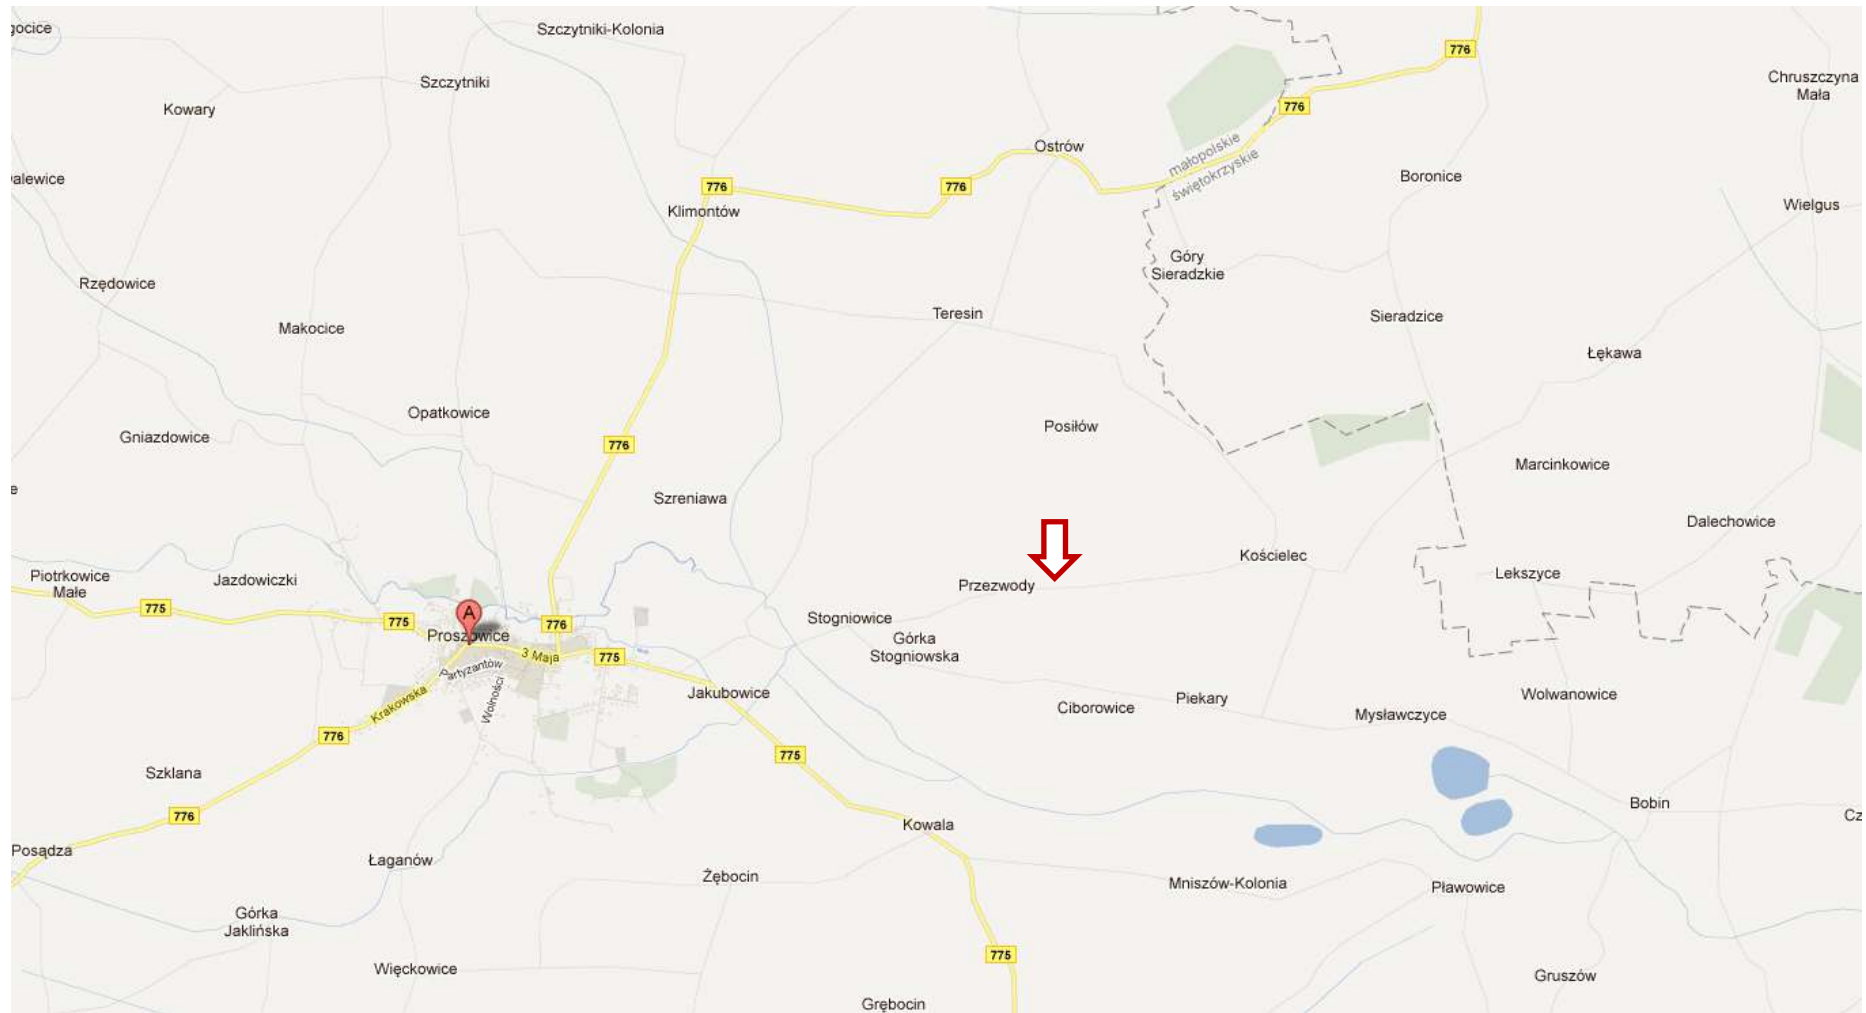 Szczytniki-Kolonia
776
Szczytniki
Chruszczyna
Mała
Kowary
776
Ostrów
małopolskie
świętokrzyskie
Boronice
776
776
Wielgus
Klimontów
Góry
Sieradzkie
Rzędowice
Teresin
Sieradzice
Makocice
Łękawa
Opatkowice
Posiłów
Gniazdowice
776
Marcinkowice
Szreniawa
Dalechowice
Kościelec
Piotrkowice
Małe
Jazdowiczki
Przezwody
Lekszyce
775
A
775
776
Stogniowice
Proszowice
Górka
Stogniowska
3 Maja
775
Partyzantów
Krakowska
Wolności
Jakubowice
Ciborowice
Piekary
Mysławczyce
Wolwanowice
776
775
Szklana
776
Bobin
Cz
Kowala
Posądza
Łaganów
Żębocin
Mniszów-Kolonia
Pławowice
Górka
Jaklińska
775
Więckowice
Gruszów
Grębocin